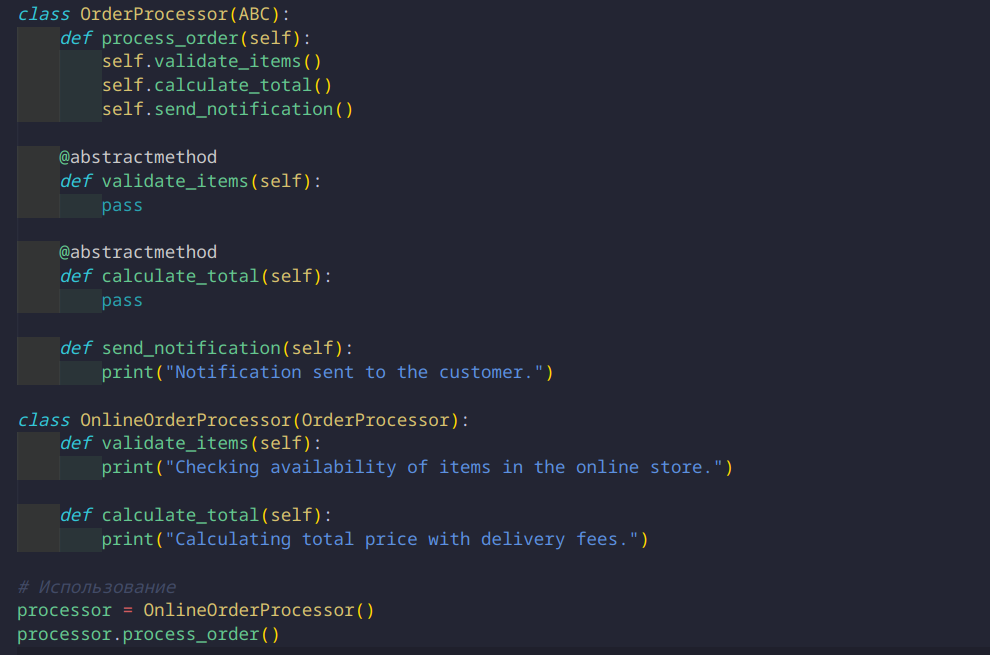 class OrderProcessor(ABC):
    def process_order(self):
        self.validate_items()
        self.calculate_total()
        self.send_notification()

    @abstractmethod
    def validate_items(self):
        pass

    @abstractmethod
    def calculate_total(self):
        pass

    def send_notification(self):
        print("Notification sent to the customer.")

class OnlineOrderProcessor(OrderProcessor):
    def validate_items(self):
        print("Checking availability of items in the online store.")

    def calculate_total(self):
        print("Calculating total price with delivery fees.")

# Использование
processor = OnlineOrderProcessor()
processor.process_order()